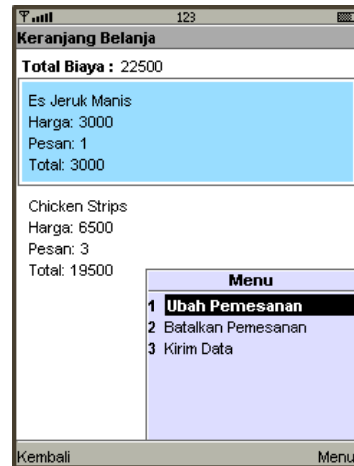 123
Keranjang Belanja
Total Biaya : 22500
Es Jeruk Manis
Harga: 3000
Pesan: 1
Total: 3000
Chicken Strips
Harga: 6500
Pesan: 3
Total: 19500
Menu
1 Ubah Pemesanan
2 Batalkan Pemesanan
3 Kirim Data
Kembali
Menu